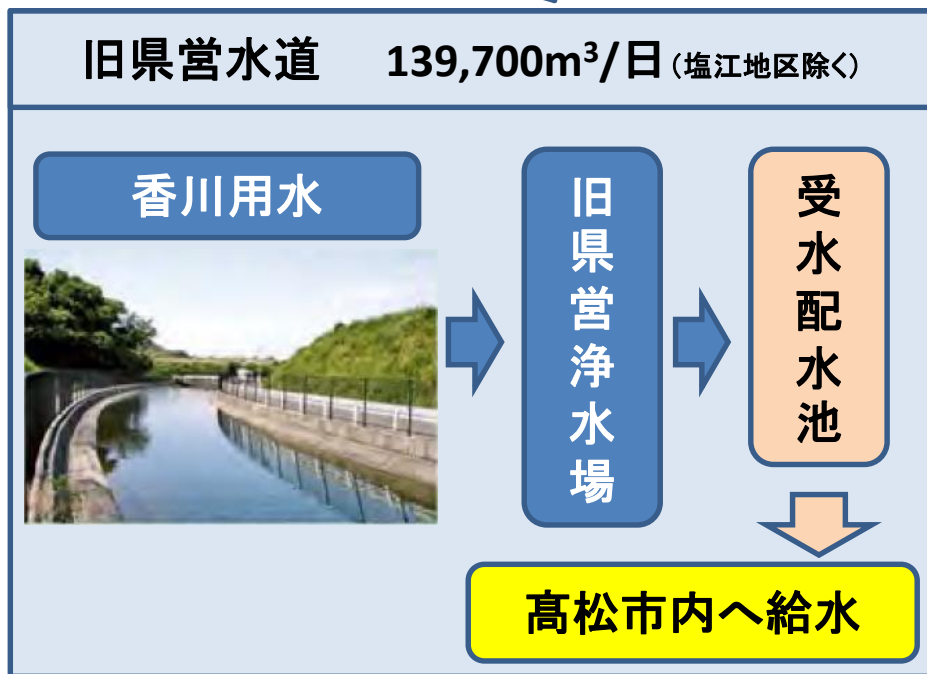 旧県営水道 139,700m³/日(塩江地区除く)
香川用水
旧県営浄水場
受水配水池
髙松市内へ給水